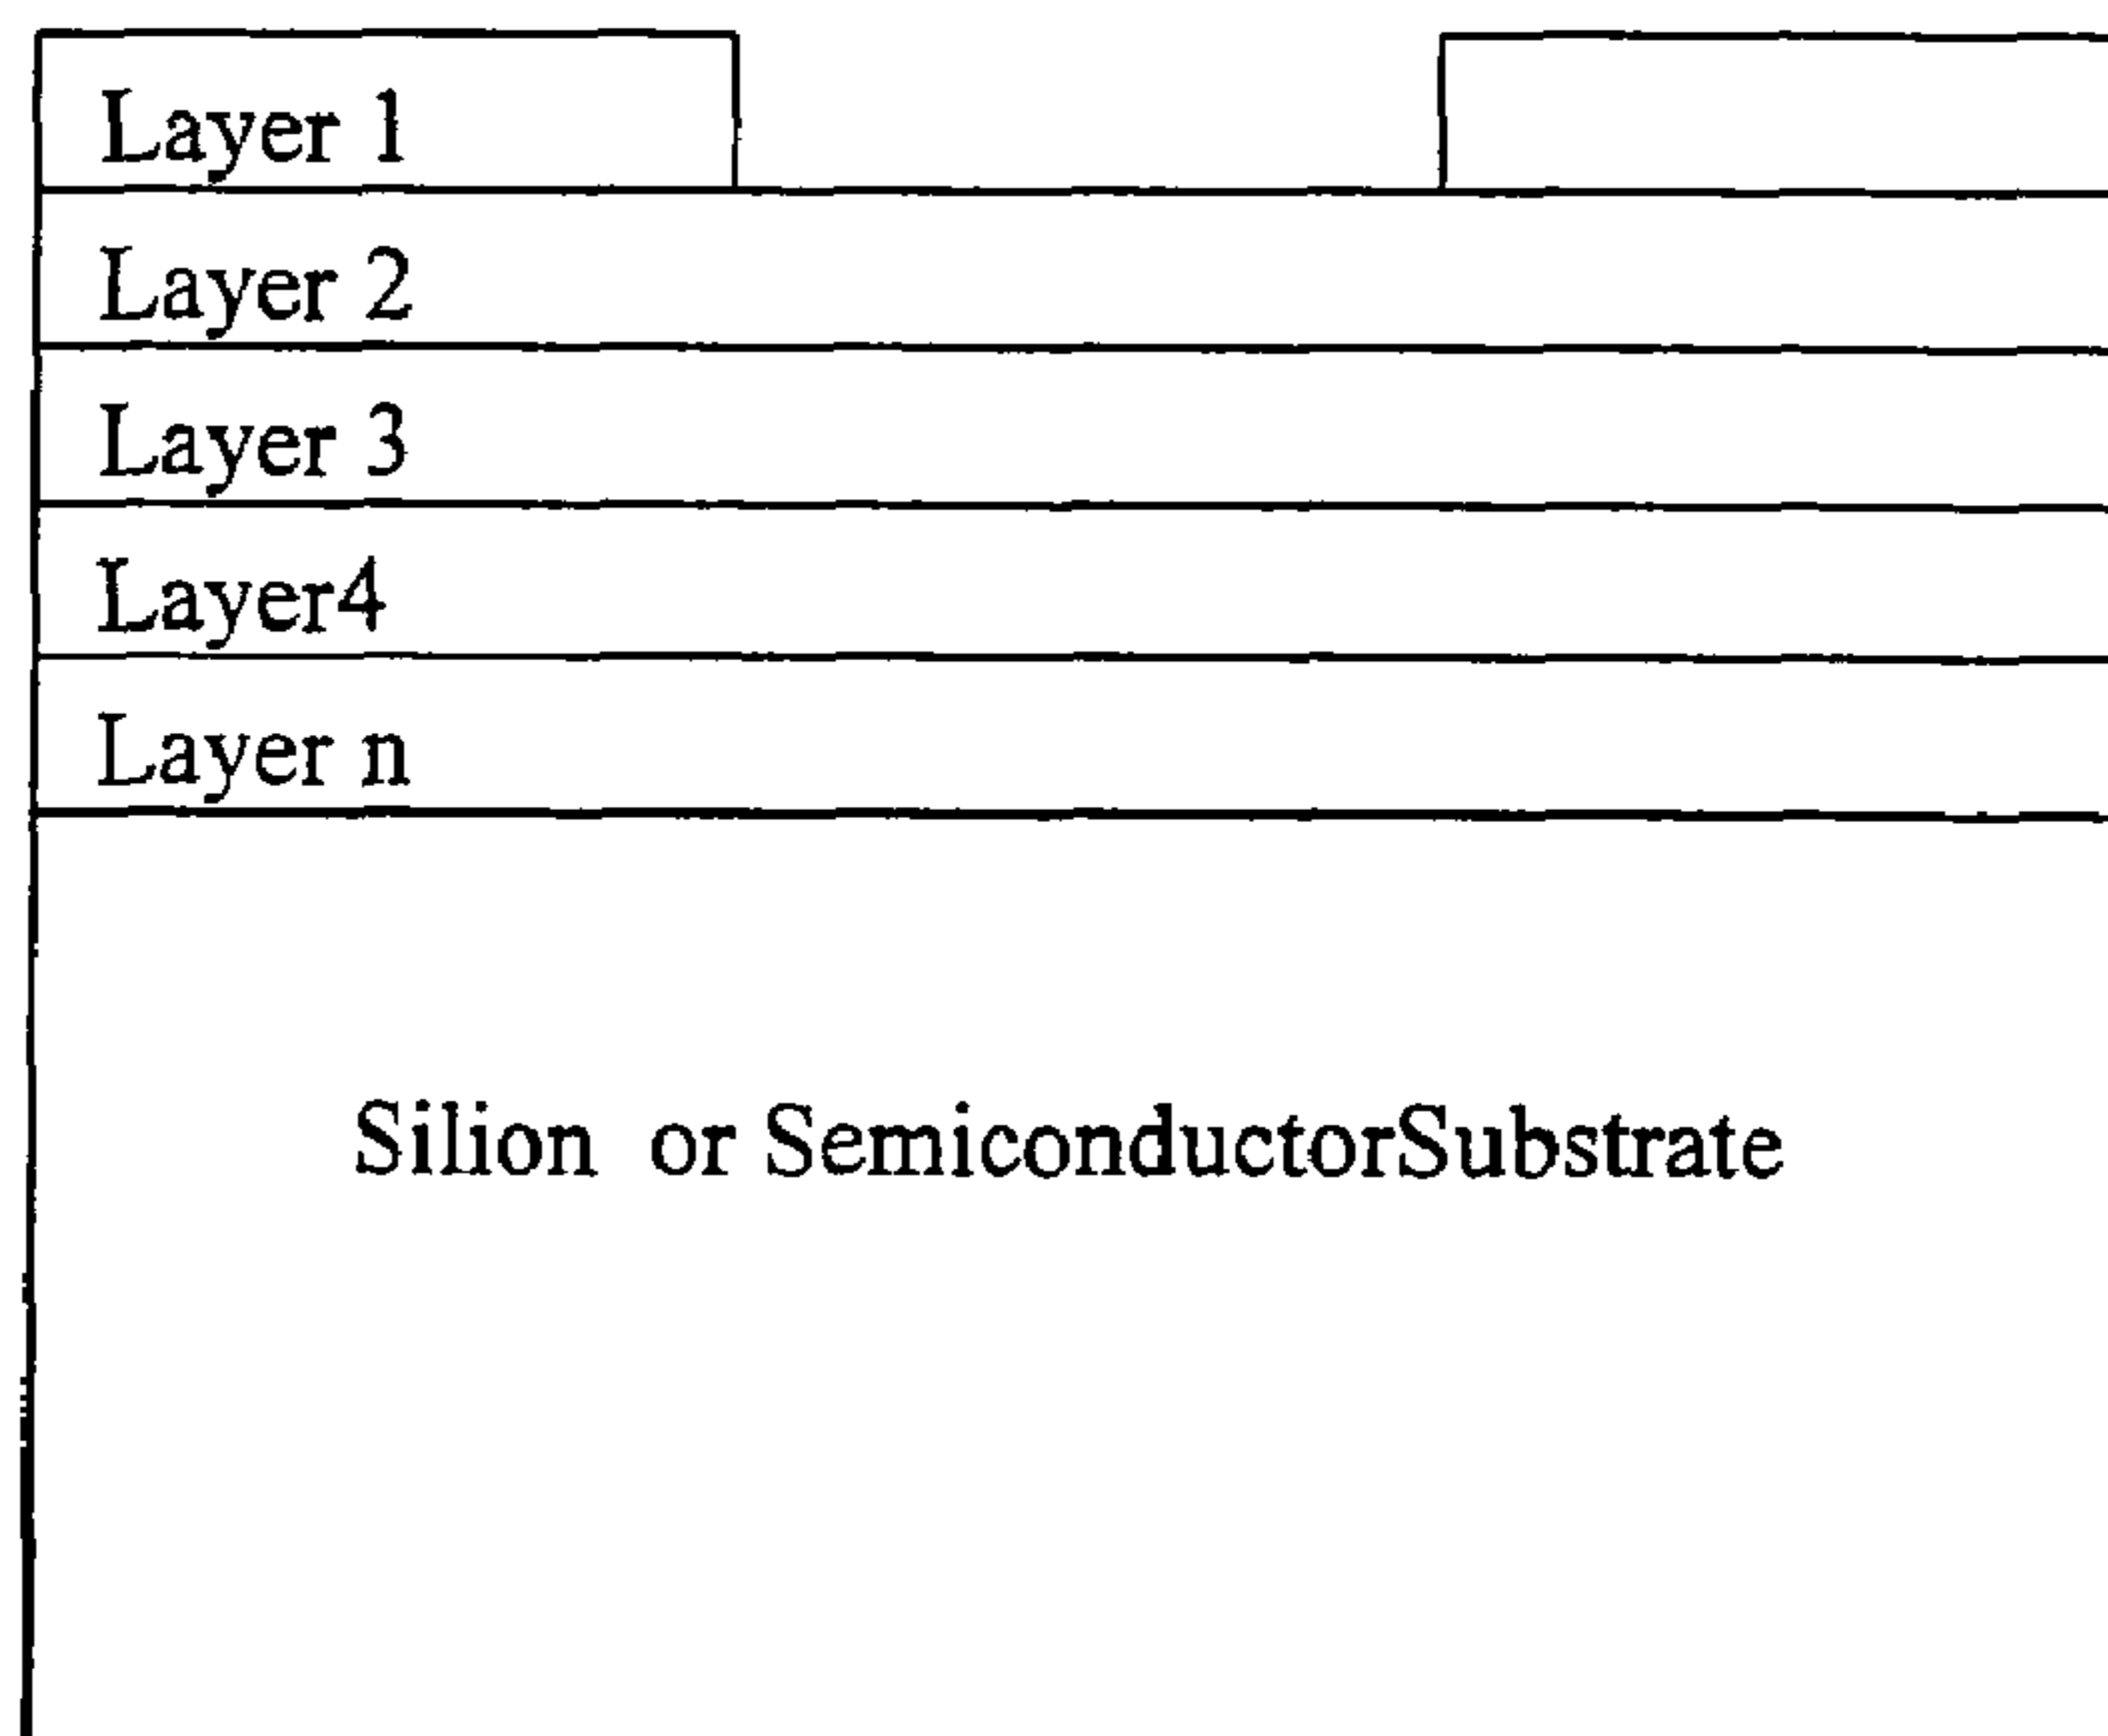 Layer 1
Layer 2
Layer 3
Layer4
Layer n
Silion or SemiconductorSubstrate